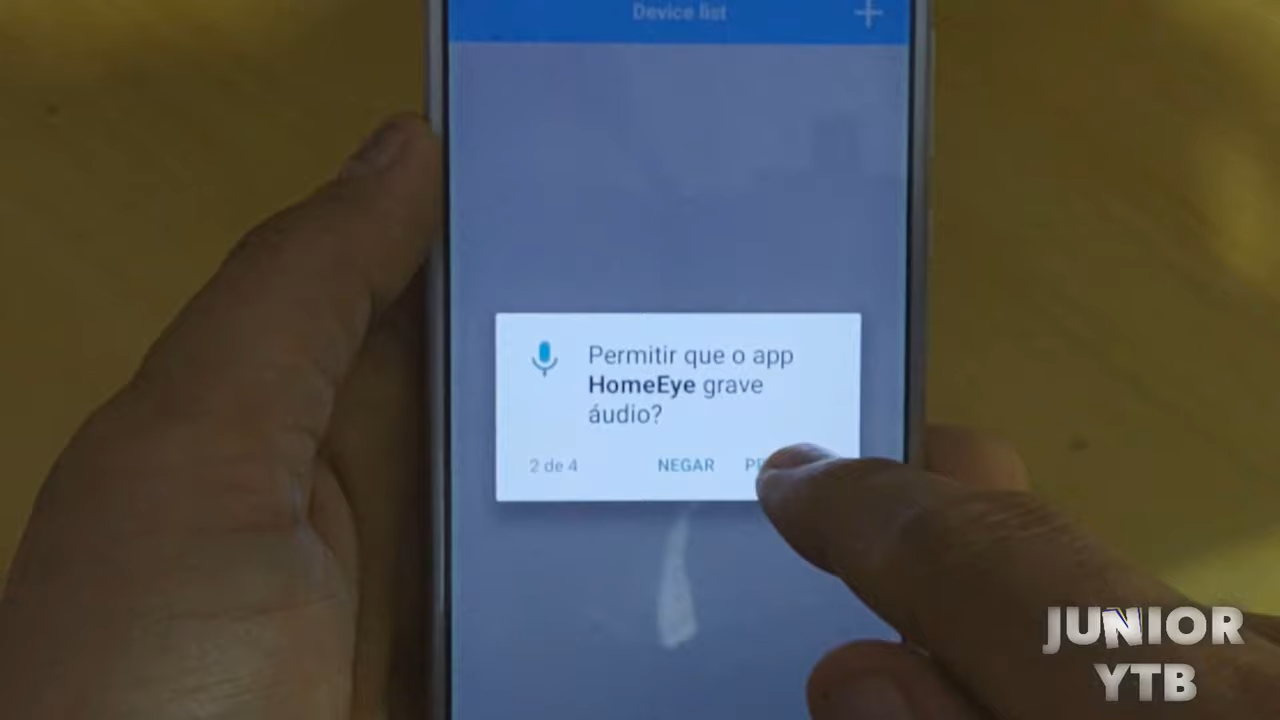 Device list
Permitir que o app
HomeEye grave
áudio?
2 de 4
NEGAR
JUNIOR
YTB